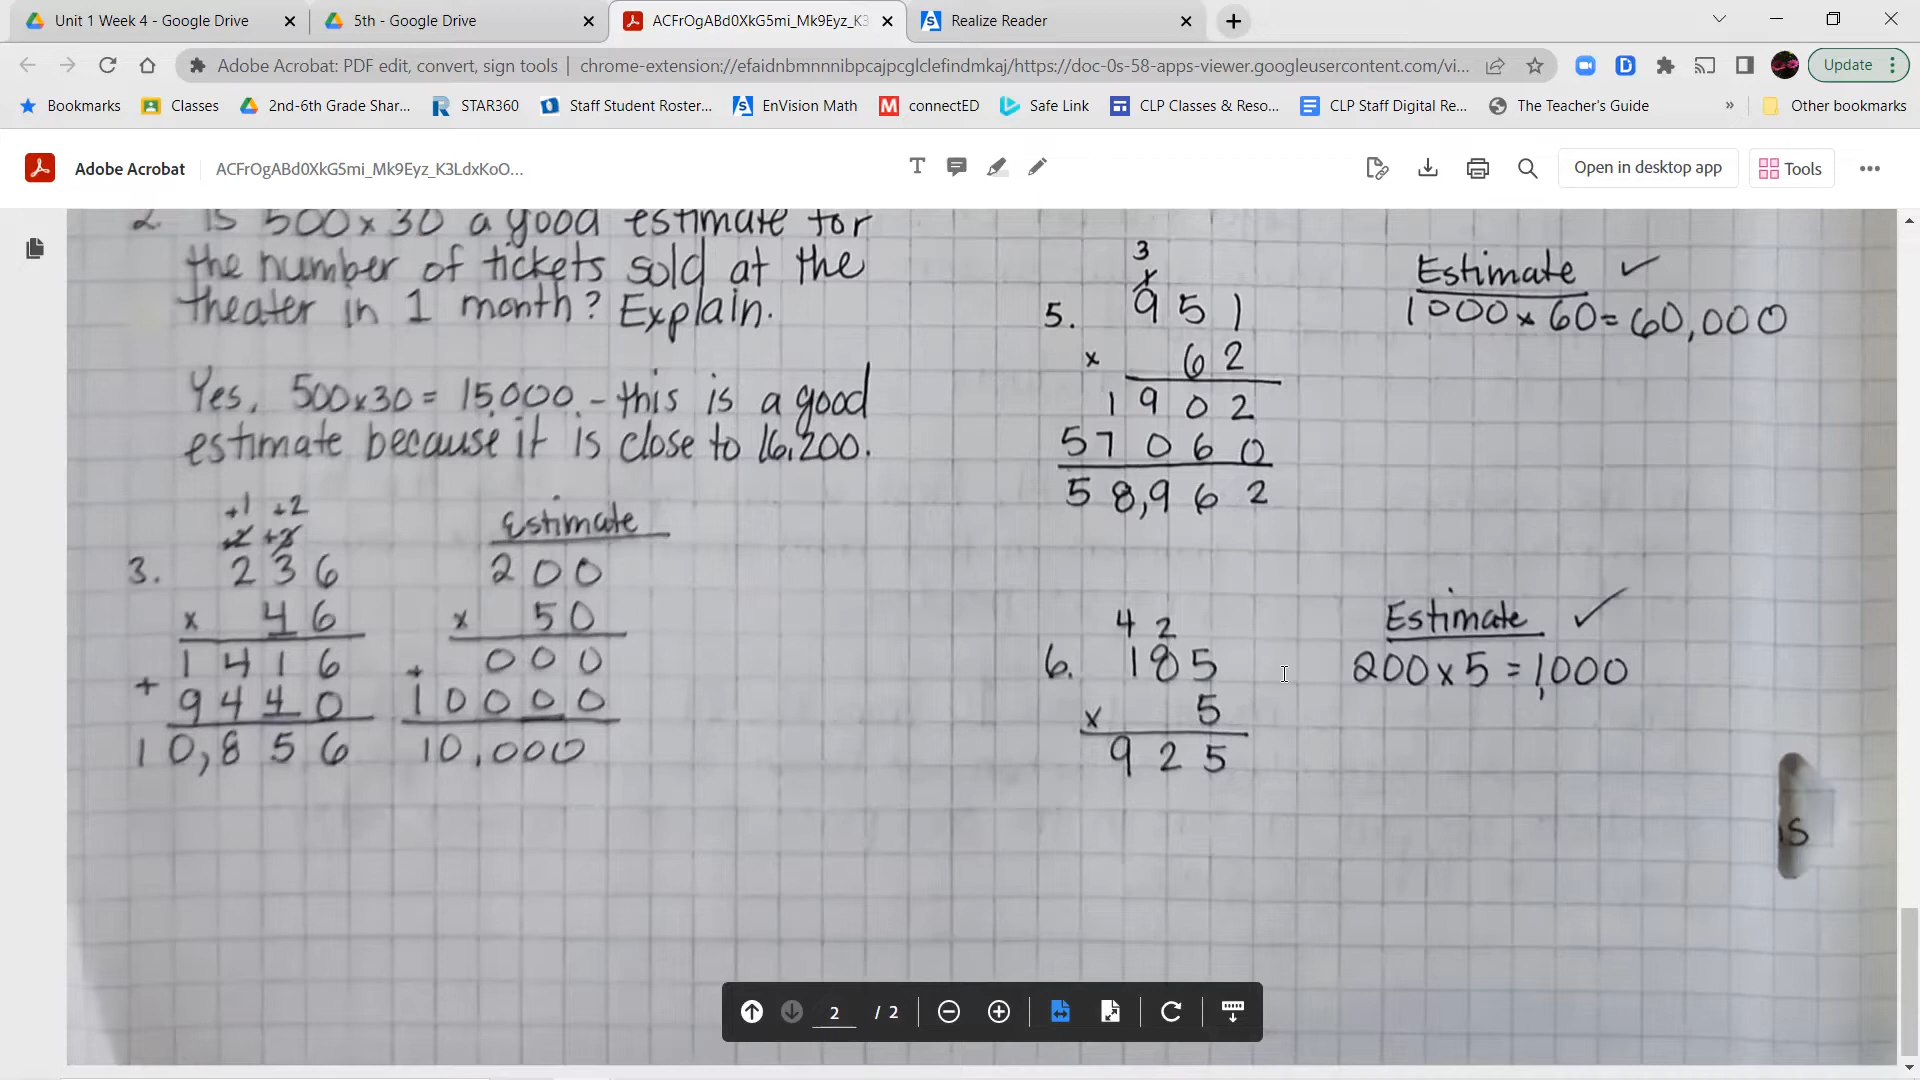 Unit 1 Week 4 - Google Drive
5th - Google Drive
ACFrOgABd0XkG5mi_Mk9Eyz_K3
Realize Reader
Adobe Acrobat: PDF edit, convert, sign tools | chrome-extension://efaidnbmnnnibpcajpcglclefindmkaj/https://doc-0s-58-apps-viewer.googleusercontent.com/vi...
Update
Bookmarks
Classes
2nd-6th Grade Shar...
STAR360
Staff Student Roster...
EnVision Math
connectED
Safe Link
CLP Classes & Reso...
CLP Staff Digital Re...
The Teacher's Guide
»
Other bookmarks
Adobe Acrobat
ACFrOgABd0XkG5mi_Mk9Eyz_K3LdxKoO...
Open in desktop app
Tools
2. Is 500x30 a good estimate for
the number of tickets sold at the
theater in 1 month? Explain.
Yes, 500x30 = 15,000 - this is a good
estimate because it is close to 16,200.
+1 +2
3. 236
x 46
1416
+ 9440
10,856
Estimate
200
x 50
000
+ 10000
10,000
3
5. 951
x 62
1902
57060
58,962
Estimate ✓
1000 x 60 = 60,000
4 2
6. 185
x 5
925
Estimate ✓
200 x 5 = 1,000
s
2 / 2